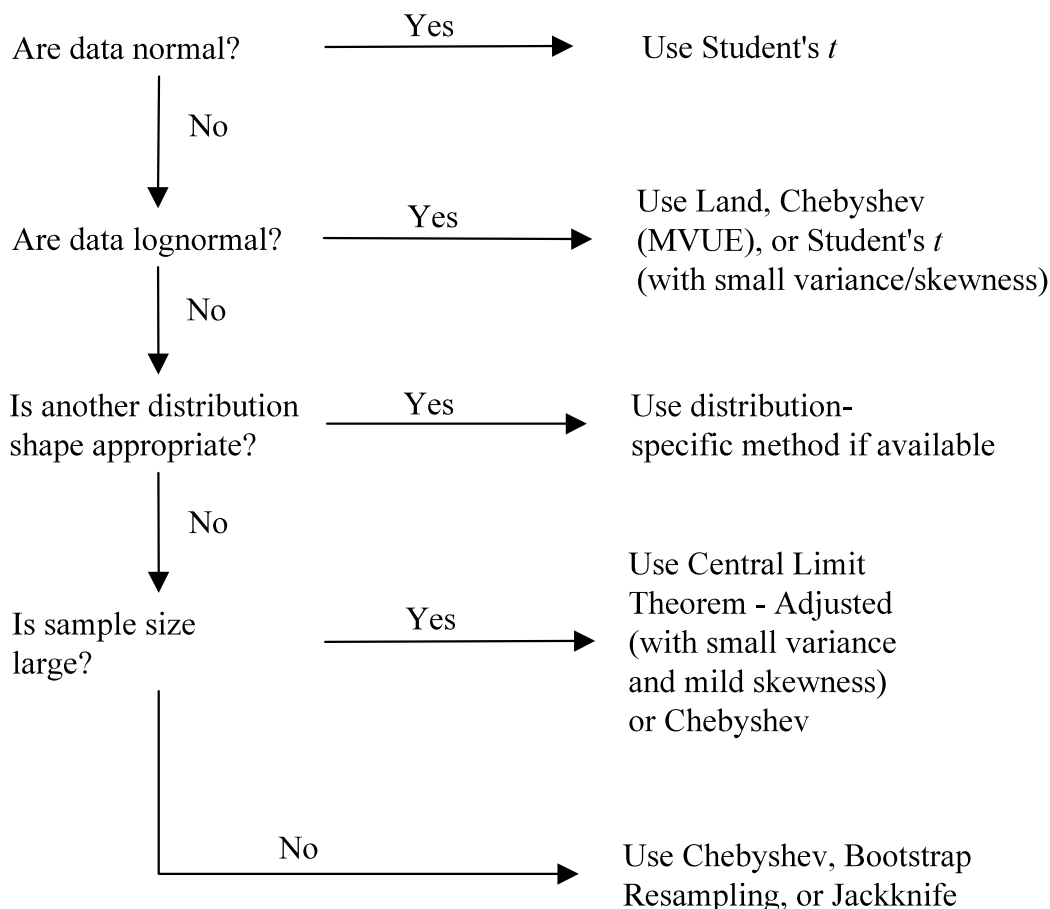 Are data normal?
Yes
Use Student's t
No
Are data lognormal?
Yes
Use Land, Chebyshev
(MVUE), or Student's t
(with small variance/skewness)
No
Is another distribution
shape appropriate?
Yes
Use distribution-
specific method if available
No
Is sample size
large?
Yes
Use Central Limit
Theorem - Adjusted
(with small variance
and mild skewness)
or Chebyshev
No
Use Chebyshev, Bootstrap
Resampling, or Jackknife